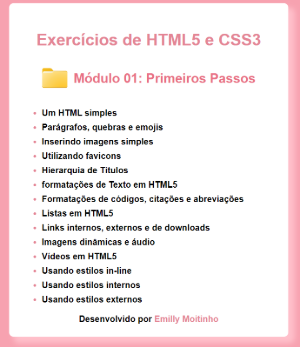 Exercícios de HTML5 e CSS3
Módulo 01: Primeiros Passos
Um HTML simples
Parágrafos, quebras e emojis
Inserindo imagens simples
Utilizando favicons
Hierarquia de Títulos
formatações de Texto em HTML5
Formatações de códigos, citações e abreviações
Listas em HTML5
Links internos, externos e de downloads
Imagens dinâmicas e áudio
Vídeos em HTML5
Usando estilos in-line
Usando estilos internos
Usando estilos externos
Desenvolvido por Emilly Moitinho